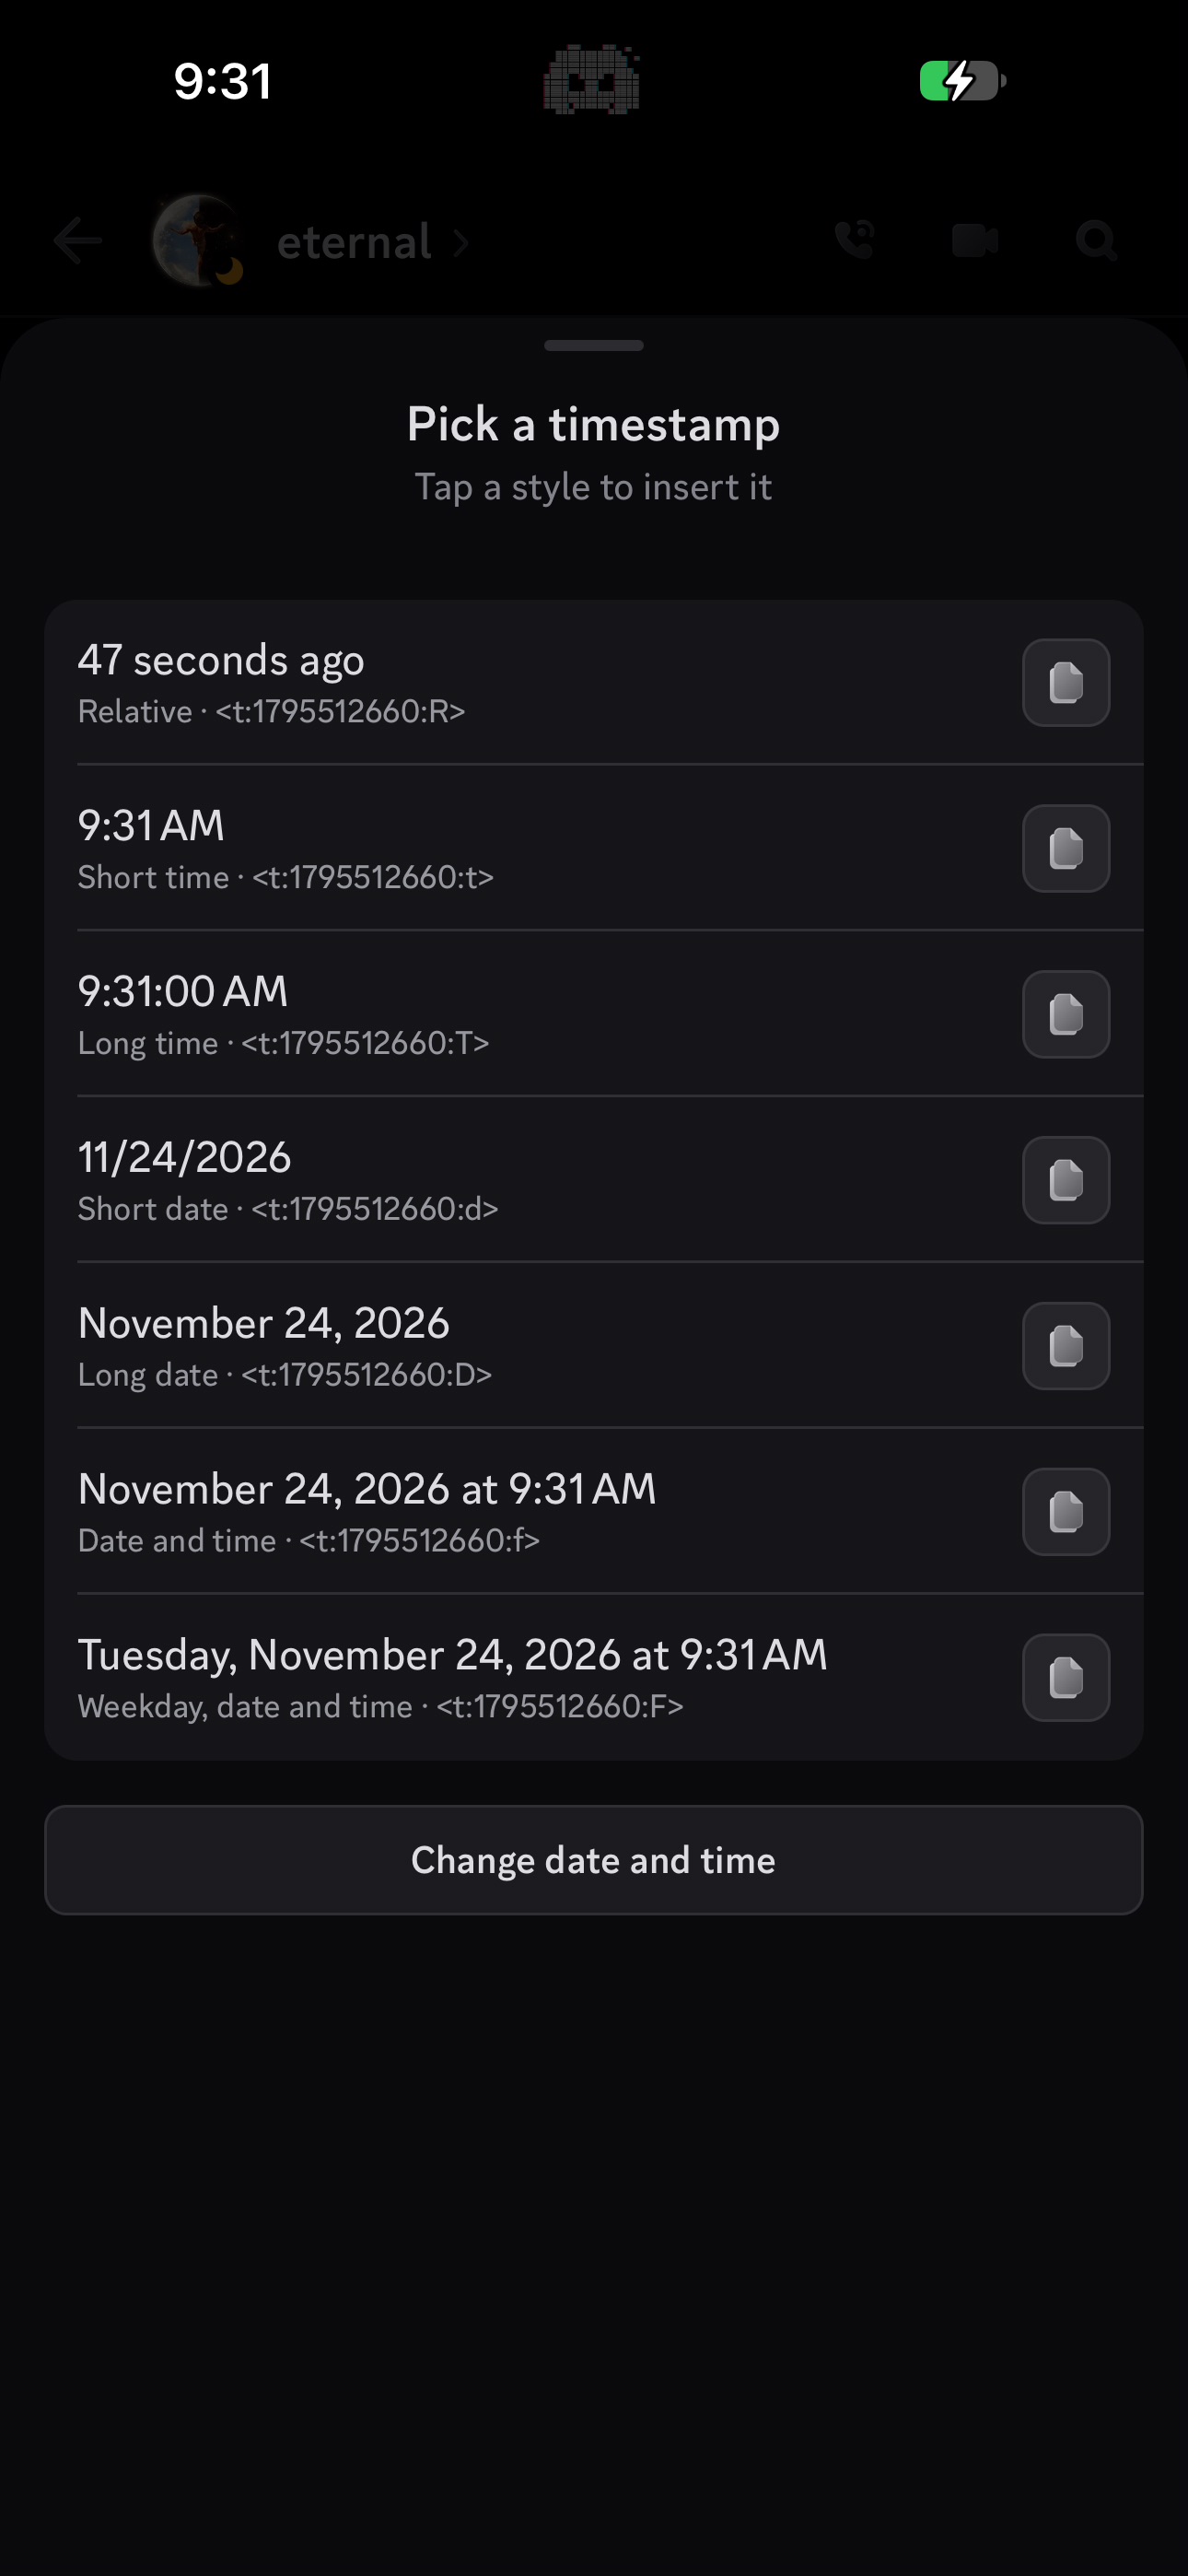 9:31
eternal
Pick a timestamp
Tap a style to insert it
47 seconds ago
Relative · <t:1795512660:R>
9:31 AM
Short time · <t:1795512660:t>
9:31:00 AM
Long time · <t:1795512660:T>
11/24/2026
Short date · <t:1795512660:d>
November 24, 2026
Long date · <t:1795512660:D>
November 24, 2026 at 9:31 AM
Date and time · <t:1795512660:f>
Tuesday, November 24, 2026 at 9:31 AM
Weekday, date and time · <t:1795512660:F>
Change date and time